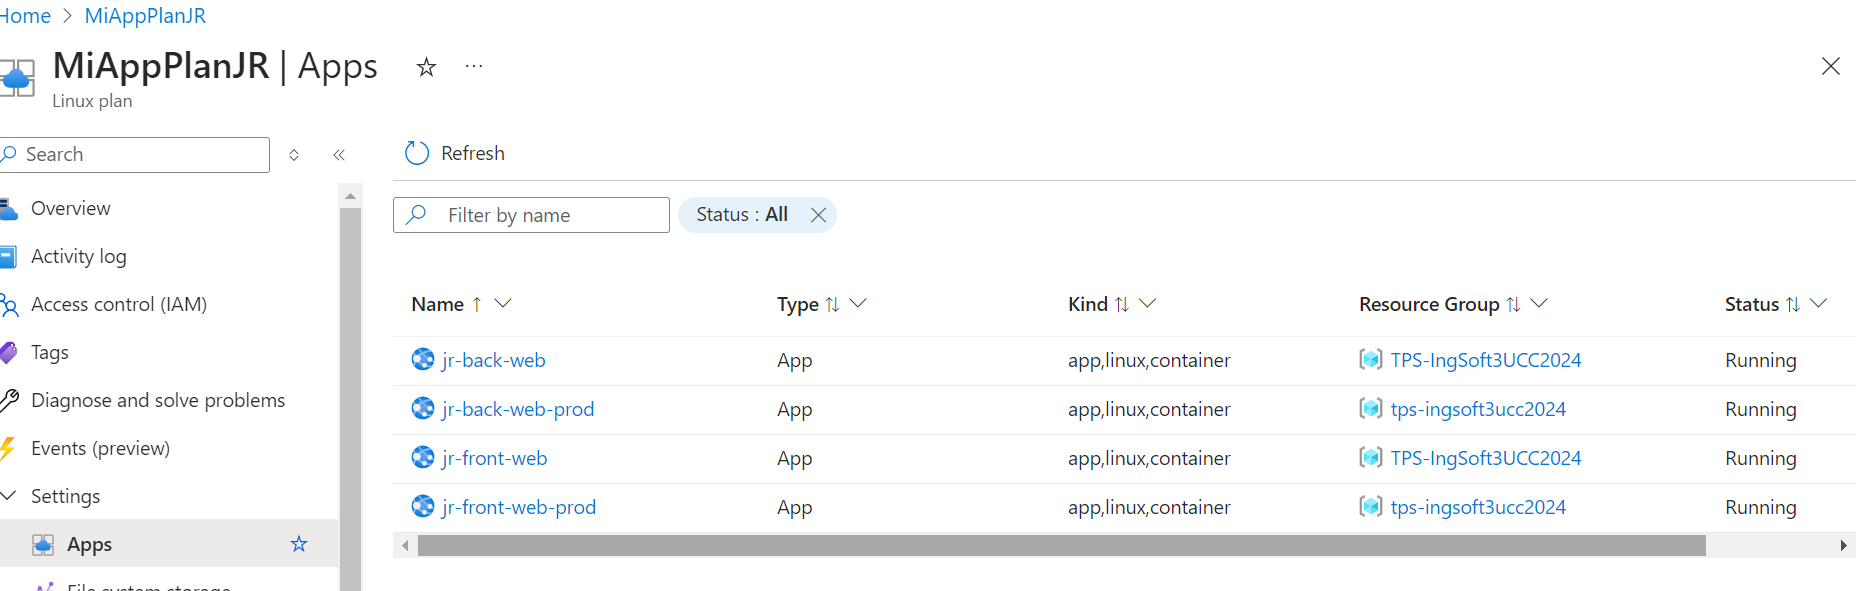 Home > MiAppPlanJR
MiAppPlanJR | Apps
Linux plan
Search
Overview
Activity log
Access control (IAM)
Tags
Diagnose and solve problems
Events (preview)
Settings
Apps
File system storage
Refresh
Filter by name
Status : All
Name Type Kind Resource Group Status
jr-back-web App app,linux,container TPS-IngSoft3UCC2024 Running
jr-back-web-prod App app,linux,container tps-ingsoft3ucc2024 Running
jr-front-web App app,linux,container TPS-IngSoft3UCC2024 Running
jr-front-web-prod App app,linux,container tps-ingsoft3ucc2024 Running